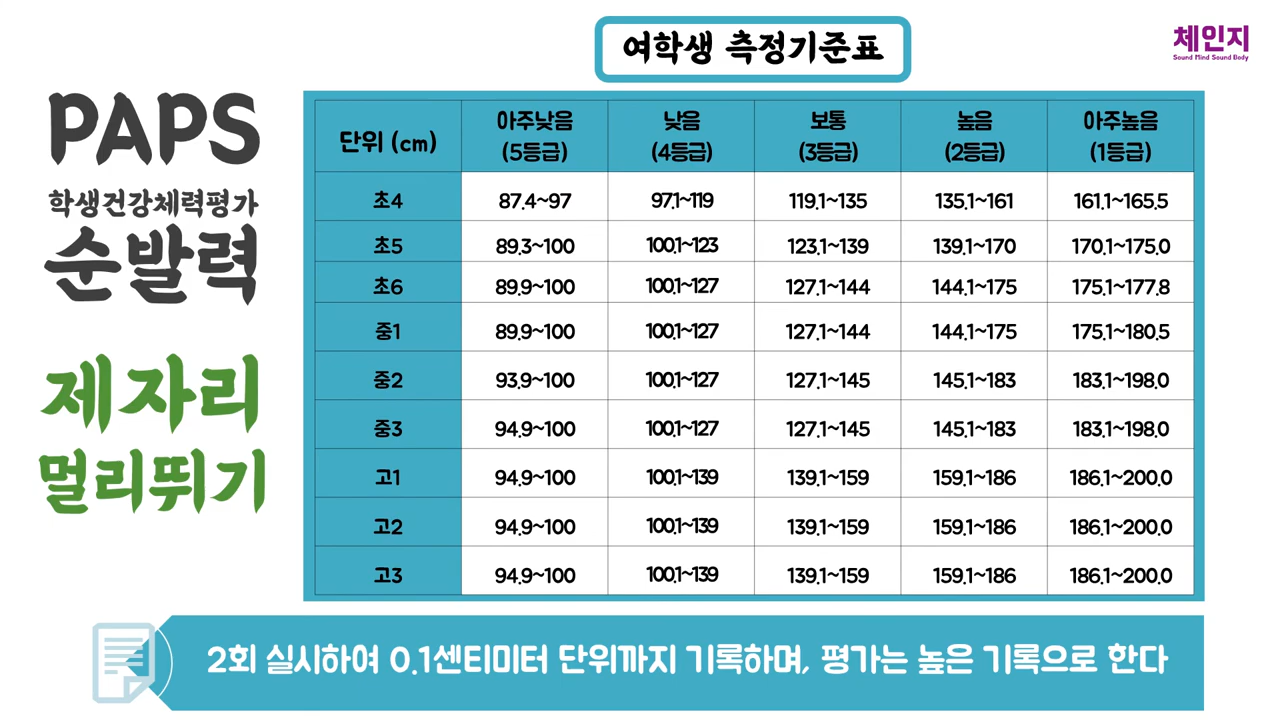 여학생 측정기준표
체인지
Sound Mind Sound Body
PAPS
학생건강체력평가
순발력
제자리
멀리뛰기
단위 (cm) 아주낮음 (5등급) 낮음 (4등급) 보통 (3등급) 높음 (2등급) 아주높음 (1등급)
초4 87.4~97 97.1~119 119.1~135 135.1~161 161.1~165.5
초5 89.3~100 100.1~123 123.1~139 139.1~170 170.1~175.0
초6 89.9~100 100.1~127 127.1~144 144.1~175 175.1~177.8
중1 89.9~100 100.1~127 127.1~144 144.1~175 175.1~180.5
중2 93.9~100 100.1~127 127.1~145 145.1~183 183.1~198.0
중3 94.9~100 100.1~127 127.1~145 145.1~183 183.1~198.0
고1 94.9~100 100.1~139 139.1~159 159.1~186 186.1~200.0
고2 94.9~100 100.1~139 139.1~159 159.1~186 186.1~200.0
고3 94.9~100 100.1~139 139.1~159 159.1~186 186.1~200.0
2회 실시하여 0.1센티미터 단위까지 기록하며, 평가는 높은 기록으로 한다